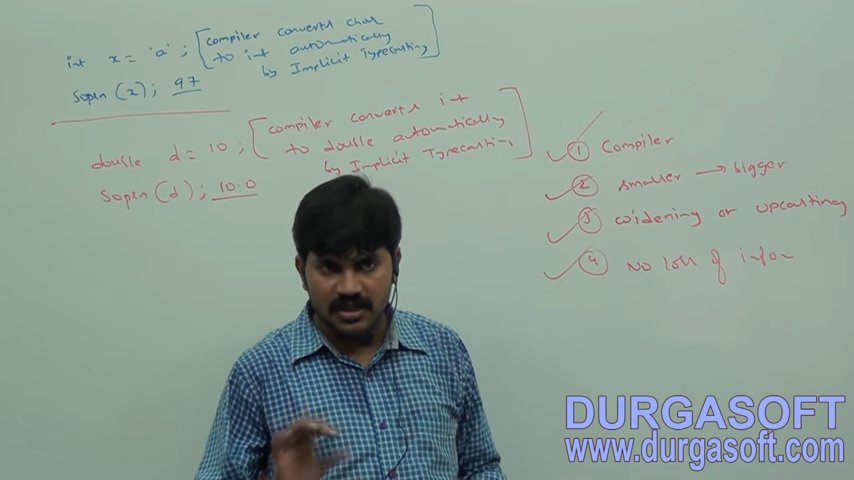 int x = 'a'; [compiler converts char
to int automatically
by Implicit Typecasting]
Sopln(x); 97
double d = 10; [compiler converts int
to double automatically
by Implicit Typecasting]
Sopln(d); 10.0
① Compiler
② smaller → bigger
③ widening or upcasting
④ No loss of infor
DURGASOFT
www.durgasoft.com